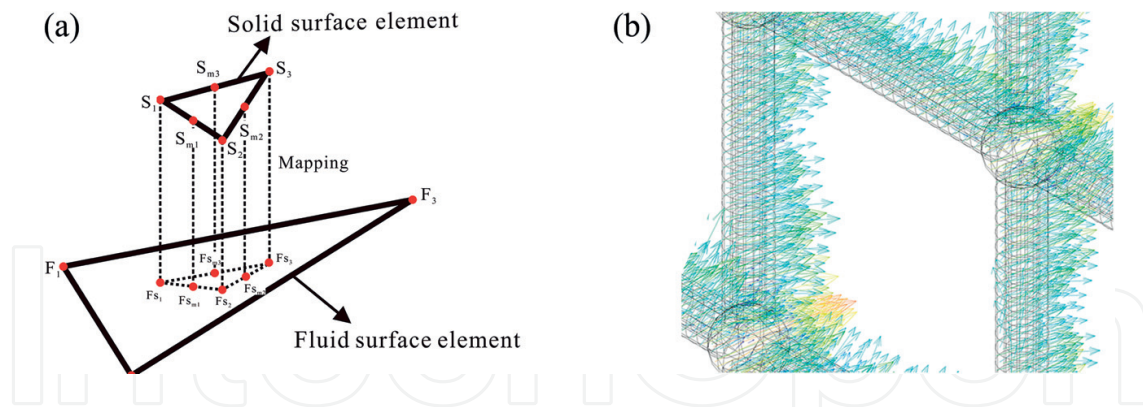 (a)
Solid surface element
(b)
S3
Sm3
S1
Sm2
Sm1
S2
Mapping
F3
F1
Fsm3
Fs3
Fs1
Fsm1
Fs2
Fsm2
Fluid surface element